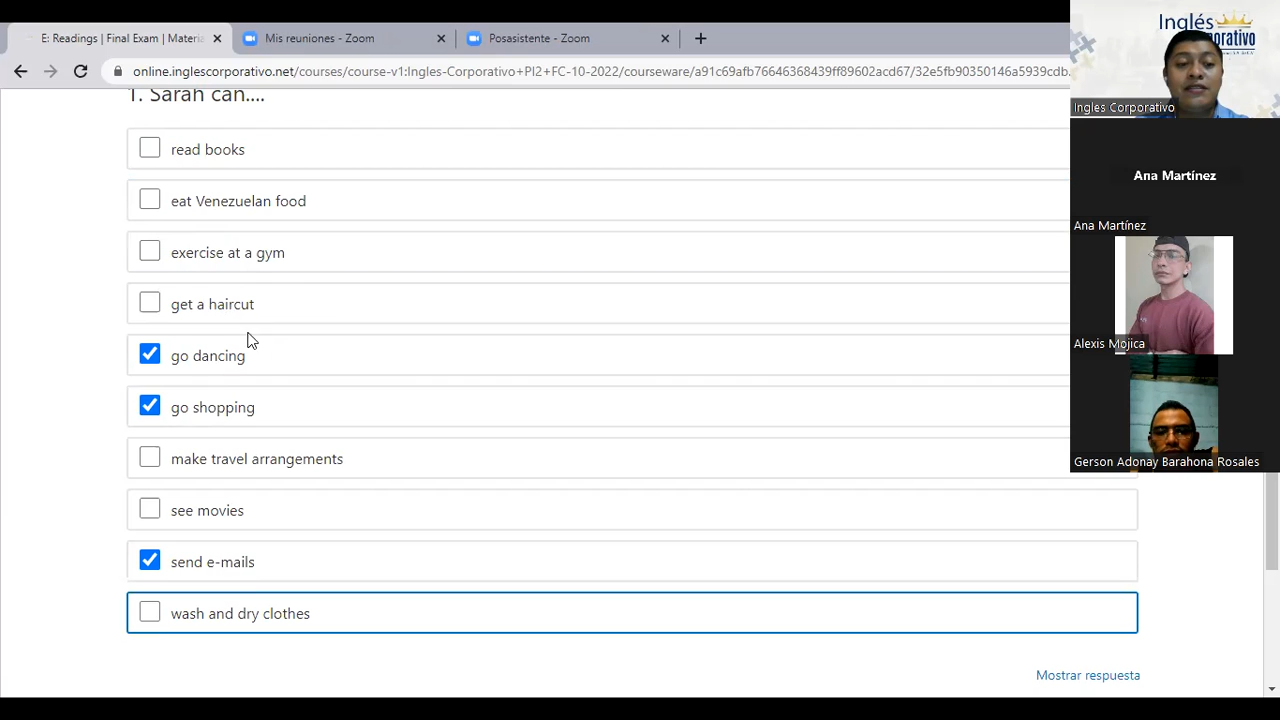 E: Readings | Final Exam | Materia
Mis reuniones - Zoom
Posasistente - Zoom
online.inglescorporativo.net/courses/course-v1:Ingles-Corporativo+PI2+FC-10-2022/courseware/a91c69afb76646368439ff89602acd67/32e5fb90350146a5939cdb
1. Sarah can....
read books
eat Venezuelan food
exercise at a gym
get a haircut
go dancing
go shopping
make travel arrangements
see movies
send e-mails
wash and dry clothes
Mostrar respuesta
Inglés
Ingles Corporativo
Ana Martínez
Ana Martínez
Alexis Mojica
Gerson Adonay Barahona Rosales